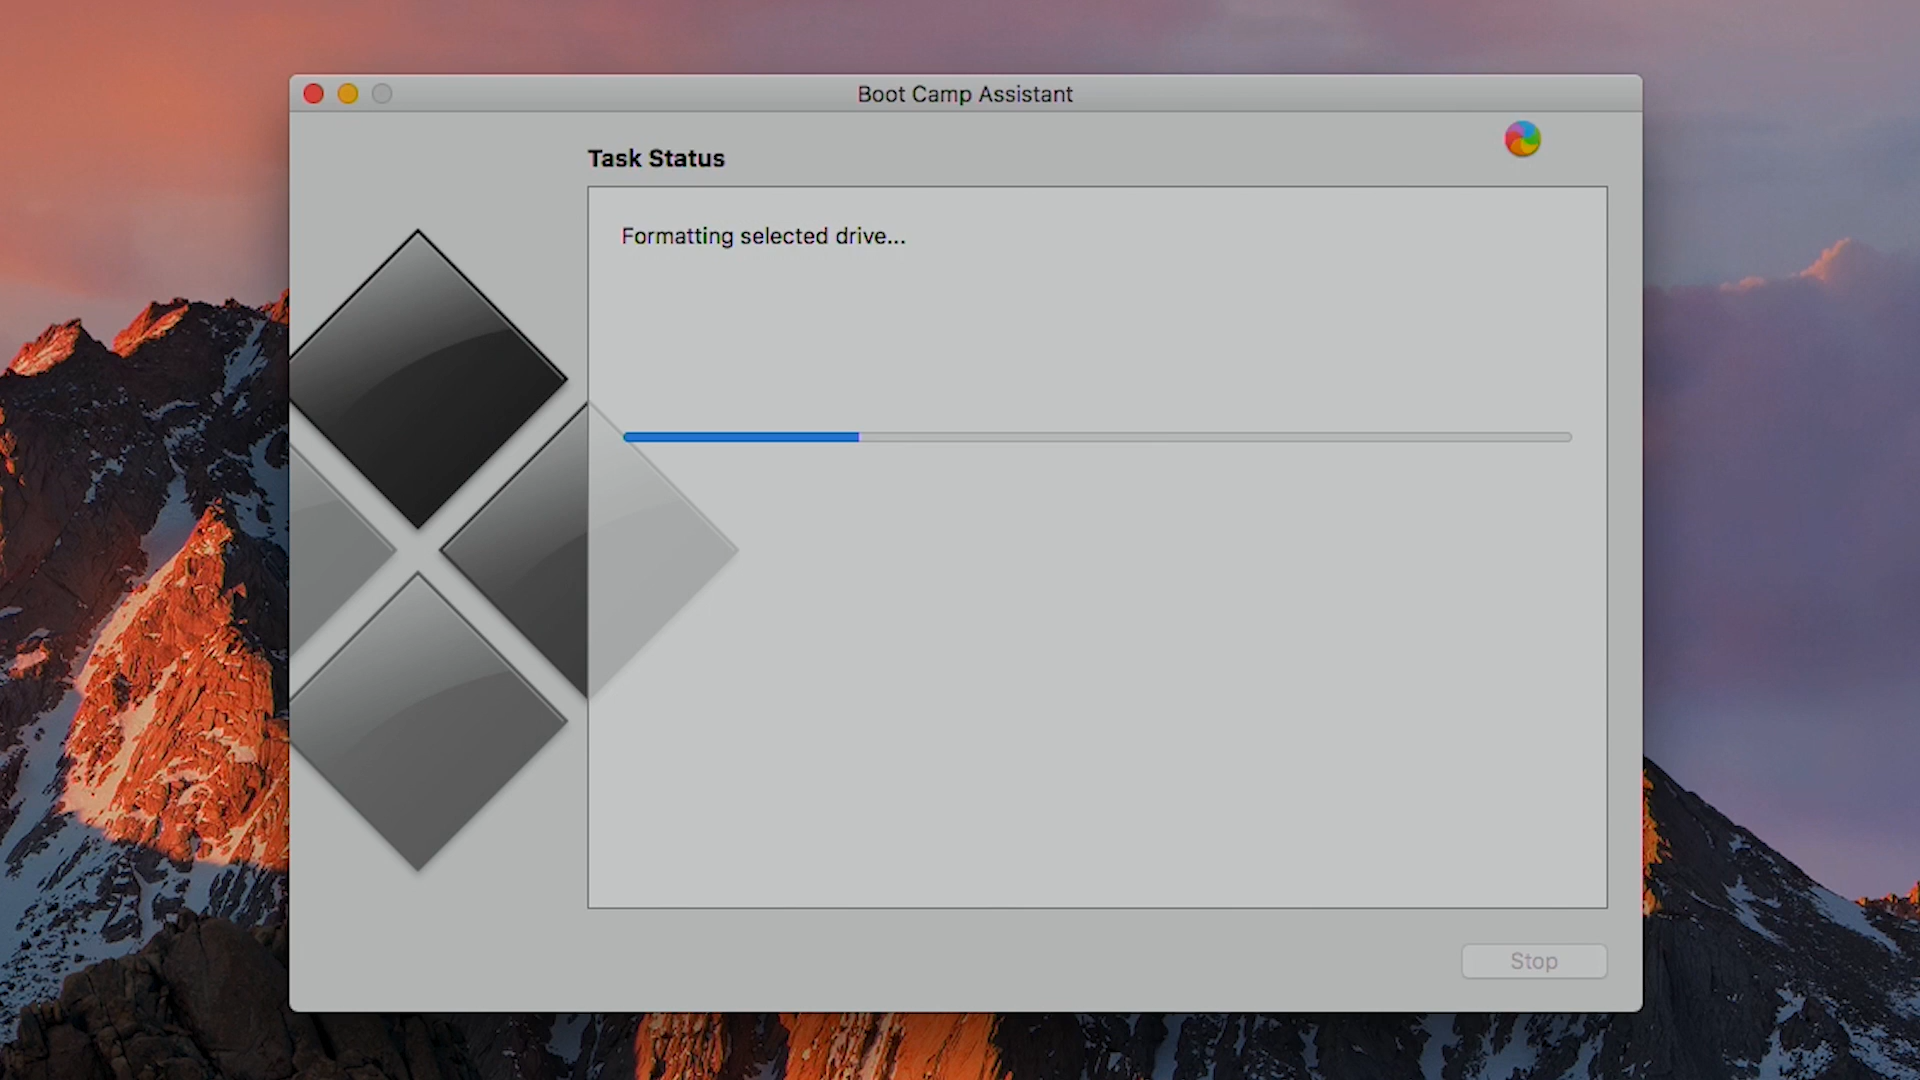 Boot Camp Assistant
Task Status
Formatting selected drive...
Stop